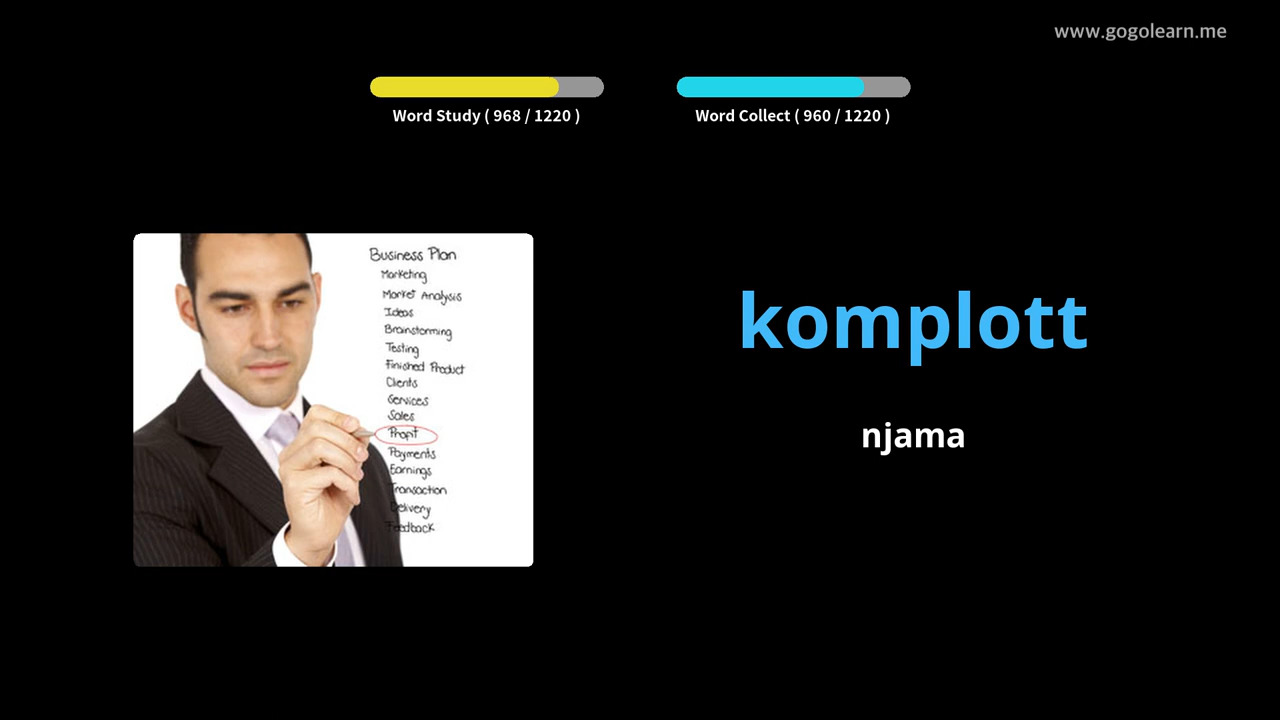 www.gogolearn.me
Word Study ( 968 / 1220 )
Word Collect ( 960 / 1220 )
Business Plan
Marketing
Market Analysis
Ideas
Brainstorming
Testing
Finished Product
Clients
Services
Sales
Profit
Payments
Earnings
Transaction
Delivery
Feedback
komplott
njama